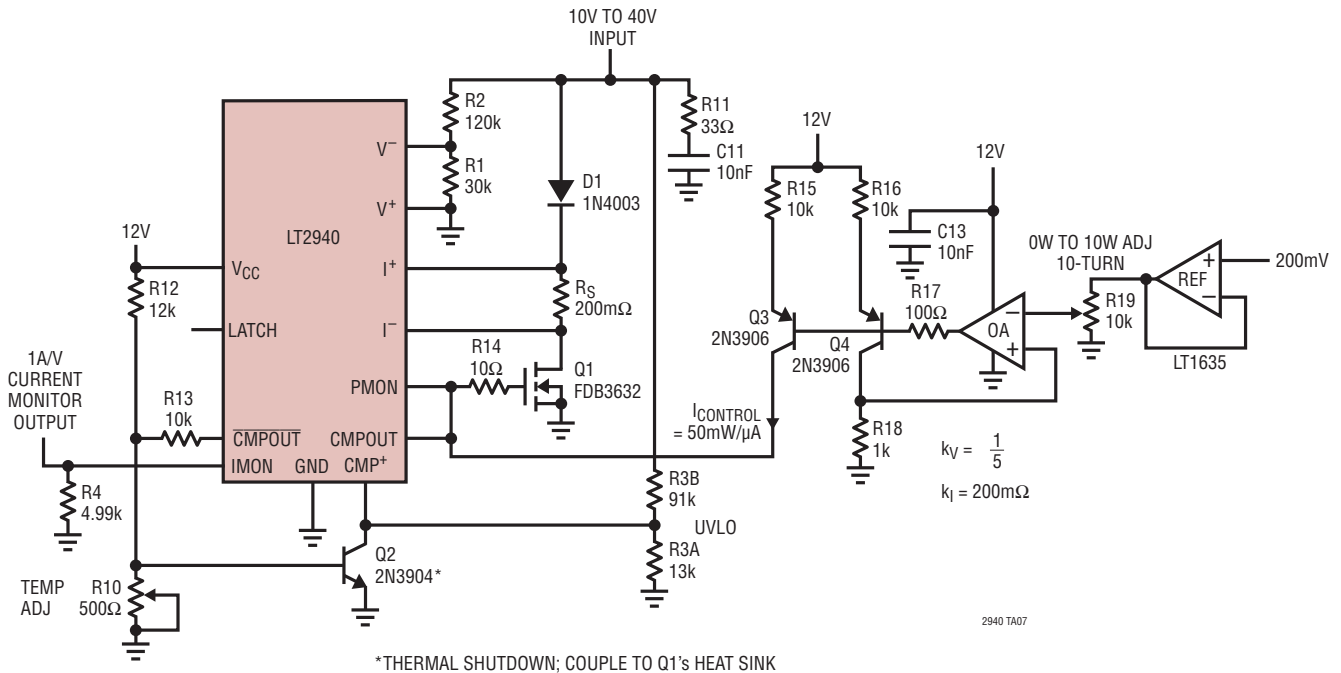 10V TO 40V
INPUT
R2
120k
R11
33Ω
12V
V−
C11
10nF
12V
R1
30k
D1
1N4003
R15
10k
R16
10k
V+
C13
10nF
12V
LT2940
0W TO 10W ADJ
10-TURN
VCC
I+
REF
+
−
200mV
R12
12k
RS
200mΩ
R17
100Ω
R19
10k
Q3
2N3906
OA
−
+
LATCH
I−
Q4
2N3906
LT1635
R14
10Ω
Q1
FDB3632
1A/V
CURRENT
MONITOR
OUTPUT
PMON
R13
10k
ICONTROL
= 50mW/µA
R18
1k
CMPOUT
CMPOUT
kV = 1/5
IMON
GND
CMP+
R3B
91k
kI = 200mΩ
R4
4.99k
UVLO
Q2
2N3904*
R3A
13k
TEMP
ADJ
R10
500Ω
2940 TA07
*THERMAL SHUTDOWN; COUPLE TO Q1's HEAT SINK